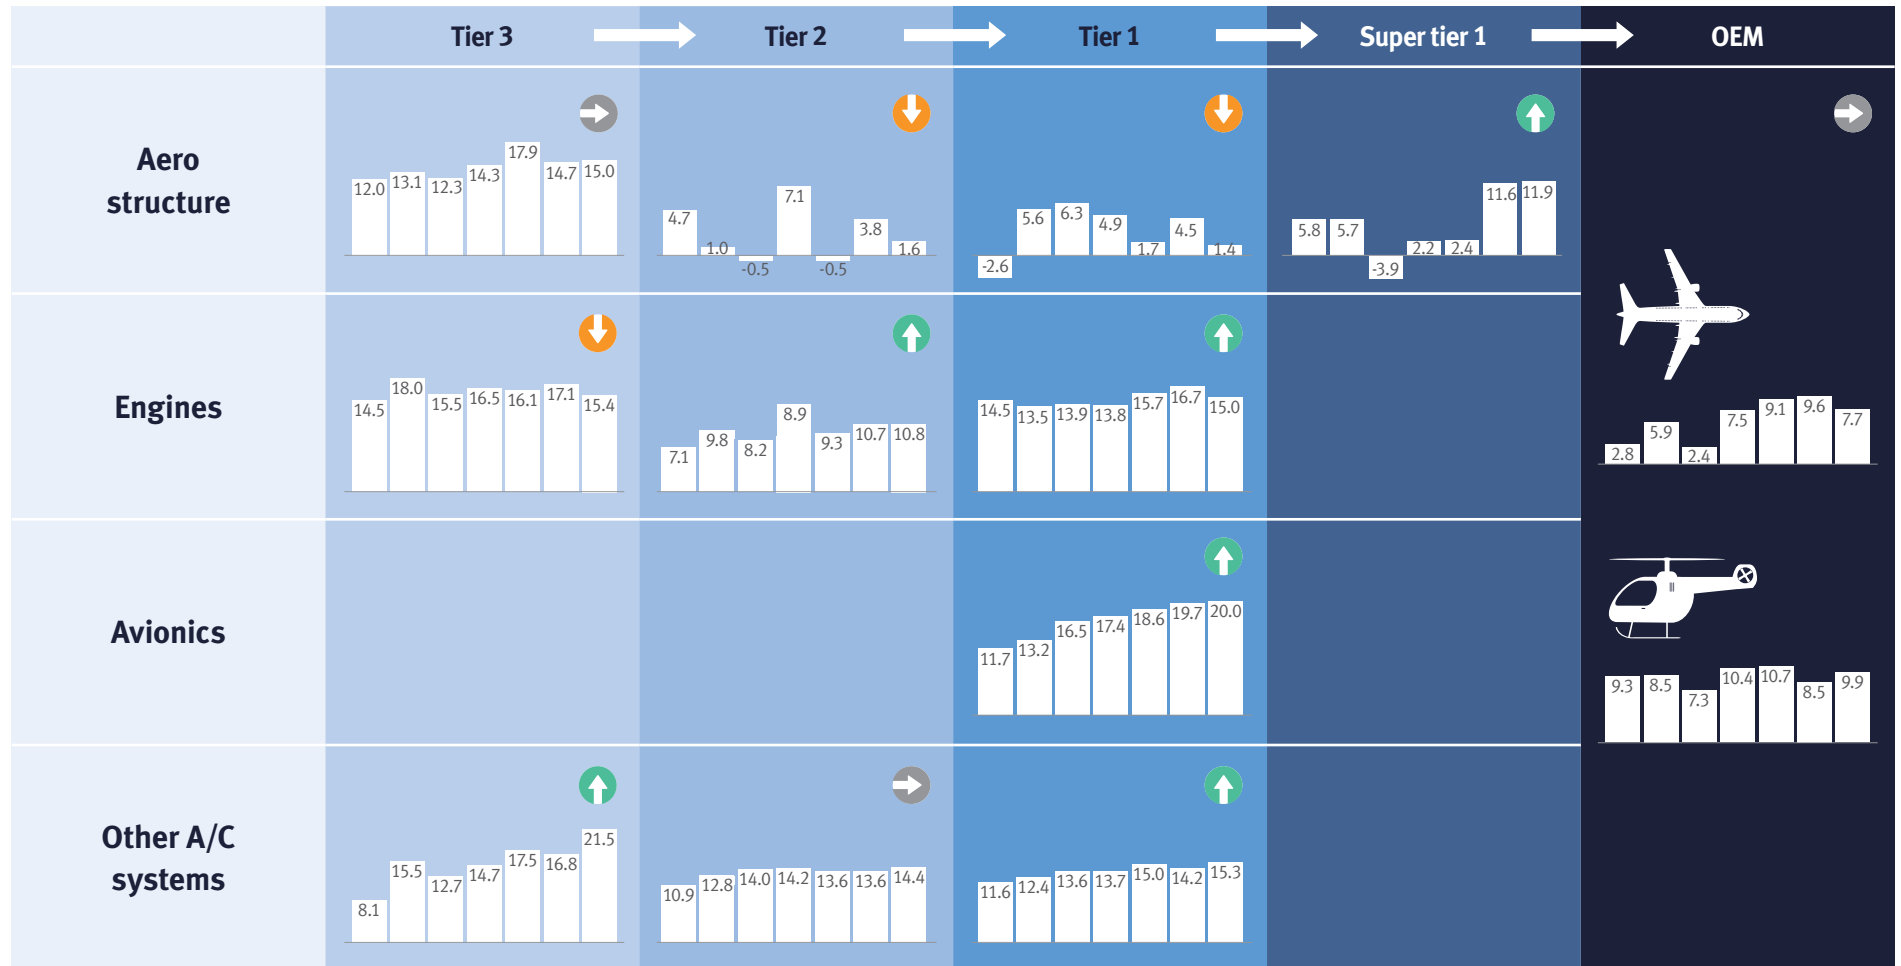 Tier 3 Tier 2 Tier 1 Super tier 1 OEM
Aero
structure
12.0 13.1 12.3 14.3 17.9 14.7 15.0
4.7 1.0 -0.5 7.1 -0.5 3.8 1.6
-2.6 5.6 6.3 4.9 1.7 4.5 1.4
5.8 5.7 -3.9 2.2 2.4 11.6 11.9
Engines
14.5 18.0 15.5 16.5 16.1 17.1 15.4
7.1 9.8 8.2 8.9 9.3 10.7 10.8
14.5 13.5 13.9 13.8 15.7 16.7 15.0
2.8 5.9 2.4 7.5 9.1 9.6 7.7
Avionics
11.7 13.2 16.5 17.4 18.6 19.7 20.0
9.3 8.5 7.3 10.4 10.7 8.5 9.9
Other A/C
systems
8.1 15.5 12.7 14.7 17.5 16.8 21.5
10.9 12.8 14.0 14.2 13.6 13.6 14.4
11.6 12.4 13.6 13.7 15.0 14.2 15.3